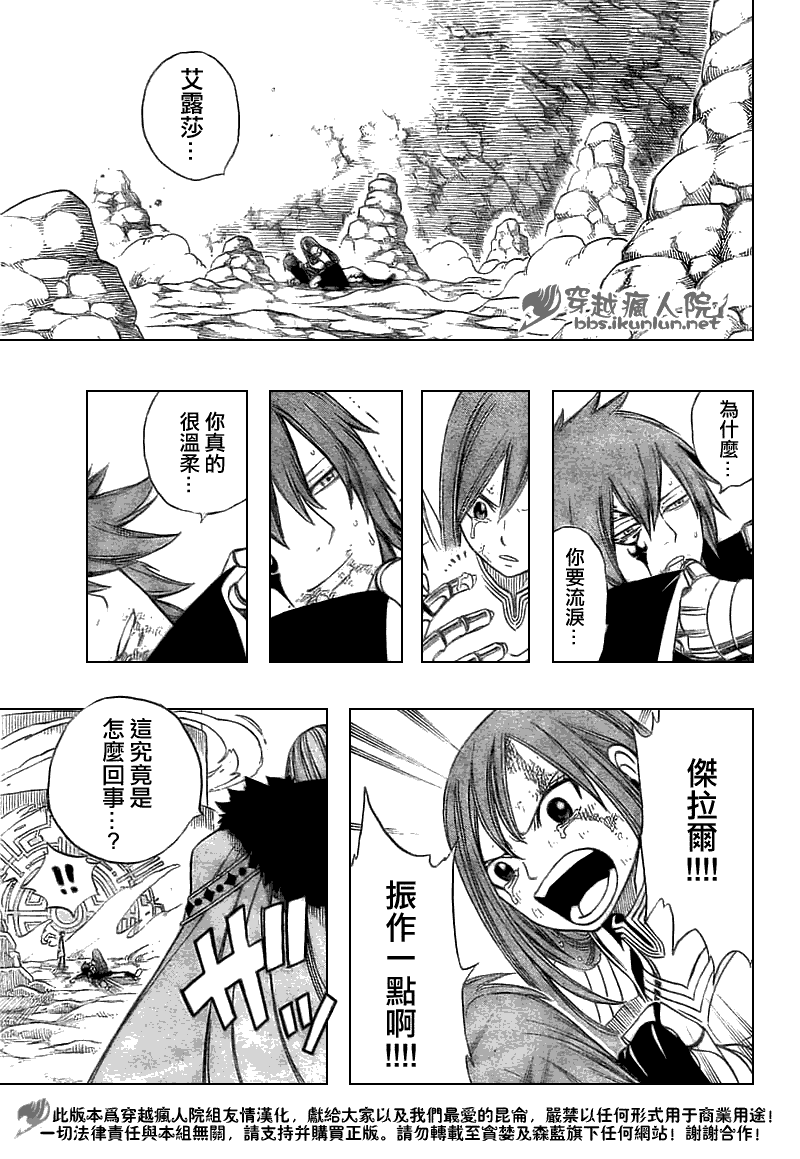 艾露莎…
穿越瘋人院
bbs.ikunlun.net
為什麼…
你要流淚…
你真的
很溫柔…
傑拉爾!!!!
振作一點啊!!!!
這究竟是
怎麼回事…?
!!
ザッ
此版本爲穿越瘋人院組友情漢化，獻給大家以及我們最愛的昆侖，嚴禁以任何形式用于商業用途！
一切法律責任與本組無關，請支持并購買正版。請勿轉載至貪婪及森藍旗下任何網站！謝謝合作！